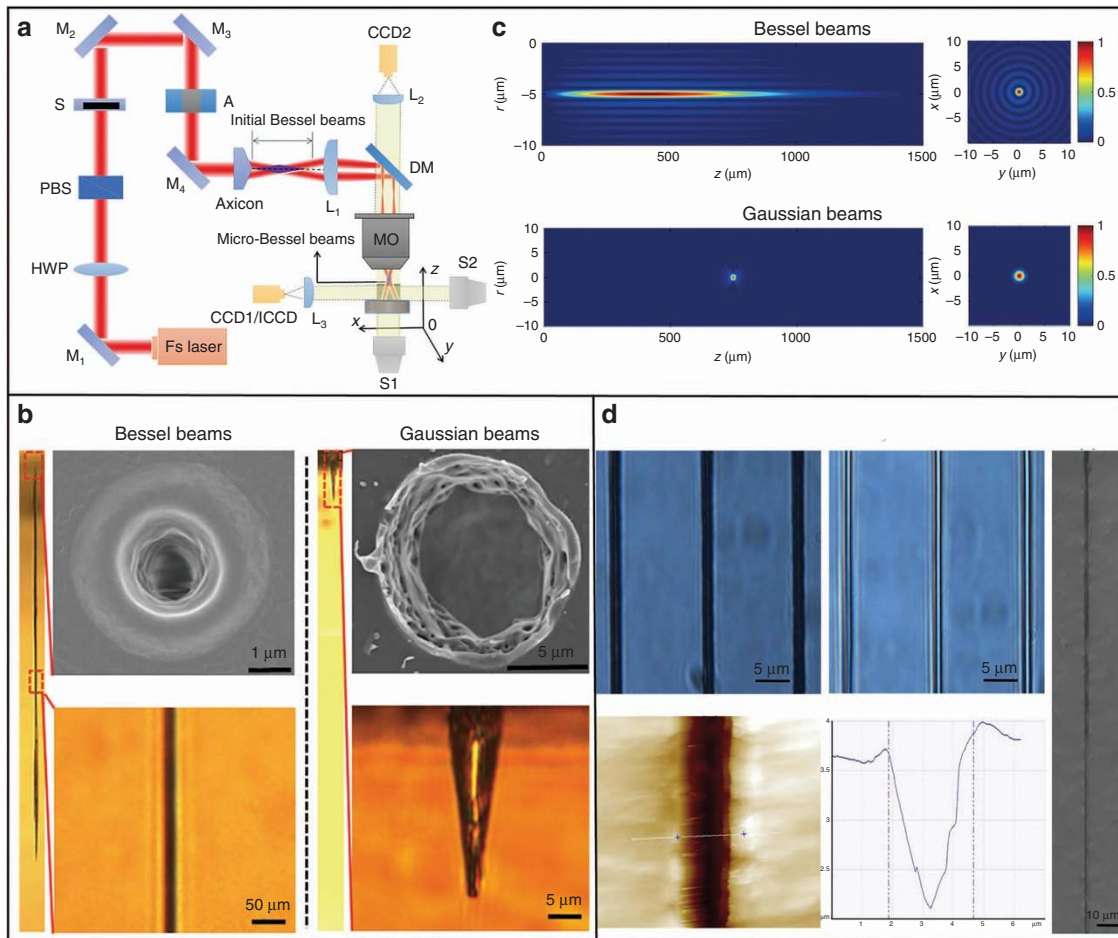 a
M2
M3
CCD2
S
A
L2
Initial Bessel beams
DM
PBS
M4
Axicon
L1
MO
Micro-Bessel beams
z
S2
HWP
CCD1/ICCD
L3
x
0
y
M1
Fs laser
S1
c
Bessel beams
0
−5
−10
r (μm)
0 500 1000 1500
z (μm)
10
5
0
−5
−10
x (μm)
−10 −5 0 5 10
y (μm)
1
0.5
0
Gaussian beams
10
5
0
−5
−10
r (μm)
0 500 1000 1500
z (μm)
10
5
0
−5
x (μm)
−10 −5 0 5 10
y (μm)
1
0.5
0
b
Bessel beams
Gaussian beams
1 μm
5 μm
50 μm
5 μm
d
5 μm
5 μm
4
3.5
3
2.5
μm
1 2 3 4 5 6 μm
10 μm